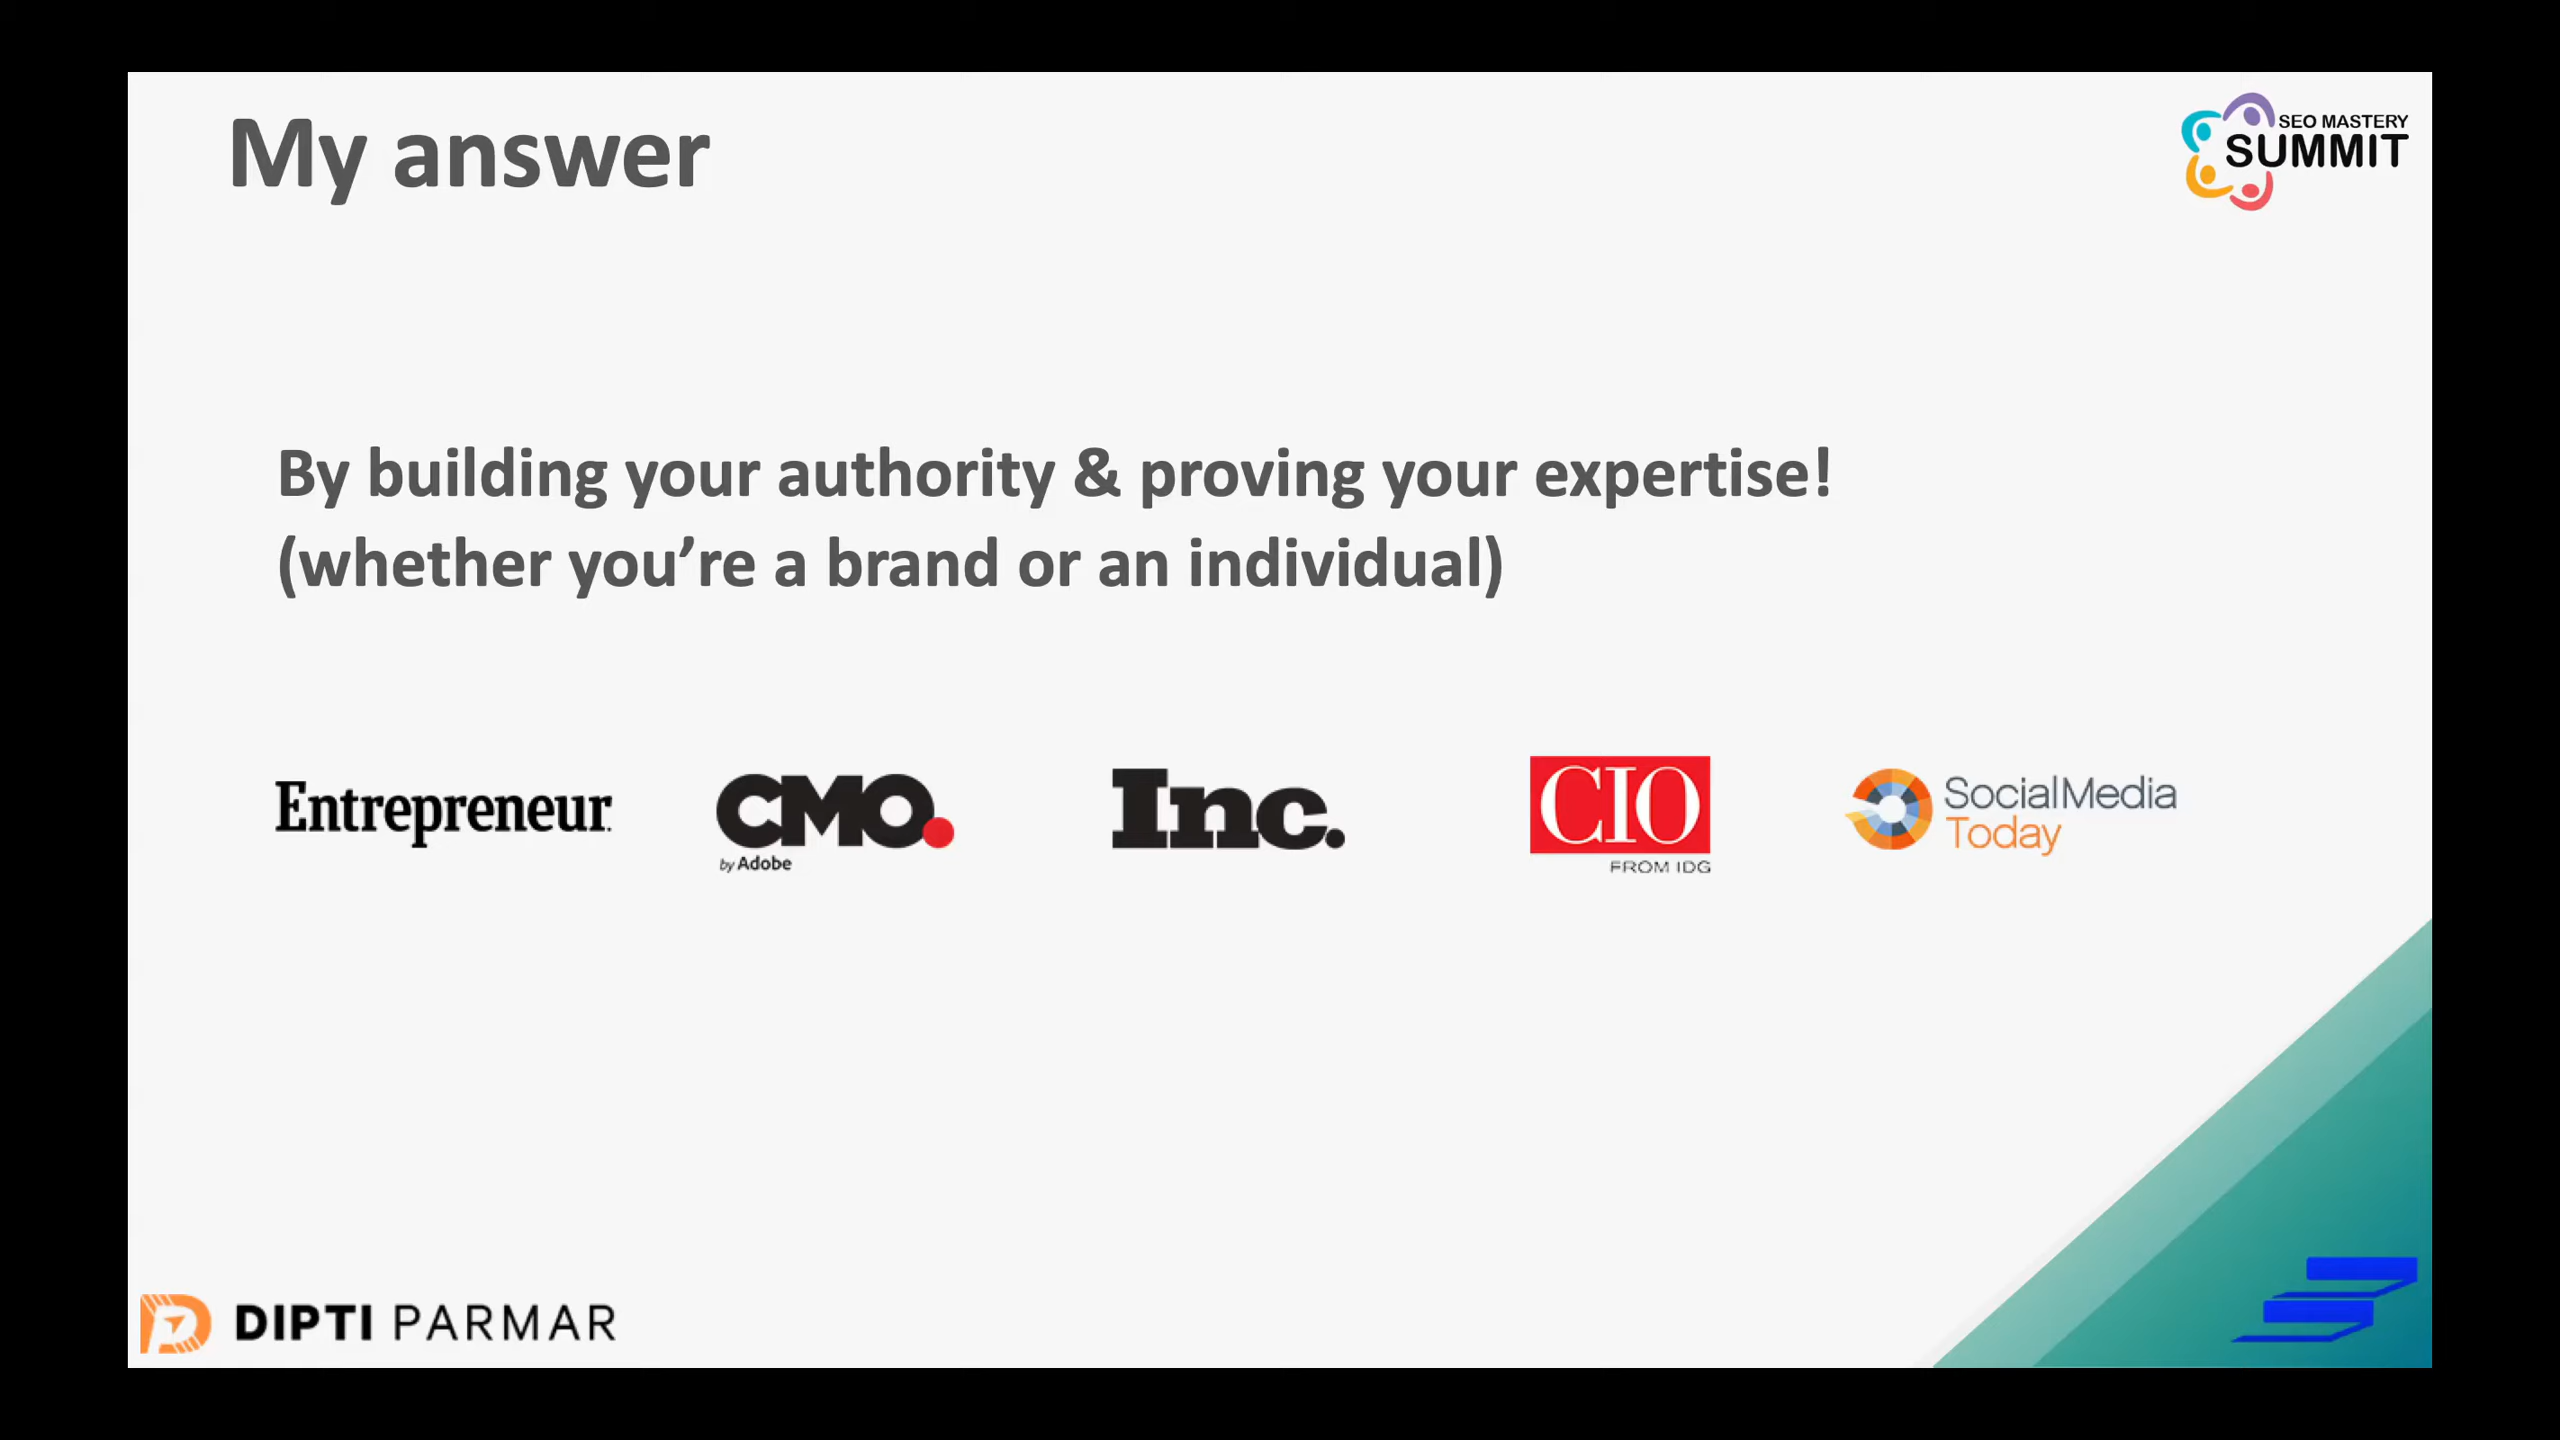 My answer
SEO MASTERY
SUMMIT
By building your authority & proving your expertise!
(whether you’re a brand or an individual)
Entrepreneur
CMO.
by Adobe
Inc.
CIO
FROM IDG
SocialMedia
Today
DIPTI PARMAR